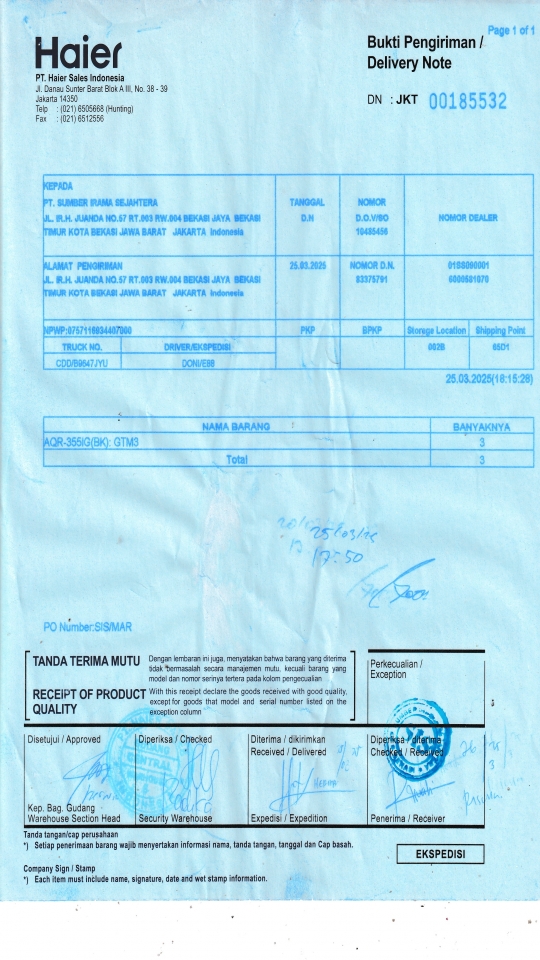 Page 1 of 1
Haier
PT. Haier Sales Indonesia
Jl. Danau Sunter Barat Blok A III, No. 38 - 39
Jakarta 14350
Telp : (021) 6505668 (Hunting)
Fax : (021) 6512556
Bukti Pengiriman /
Delivery Note
DN : JKT 00185532
KEPADA
PT. SUMBER IRAMA SEJAHTERA
JL. IR.H. JUANDA NO.57 RT.003 RW.004 BEKASI JAYA BEKASI
TIMUR KOTA BEKASI JAWA BARAT JAKARTA Indonesia
TANGGAL
D.N
NOMOR
D.O.V/SO
10485456
NOMOR DEALER
ALAMAT PENGIRIMAN
JL. IR.H. JUANDA NO.57 RT.003 RW.004 BEKASI JAYA BEKASI
TIMUR KOTA BEKASI JAWA BARAT JAKARTA Indonesia
25.03.2025
NOMOR D.N.
83375791
01SS000001
6000581070
NPWP:0757116834407000
PKP
BPKP
Storage Location
Shipping Point
TRUCK NO.
DRIVER/EKSPEDISI
002B
65D1
CDD/B9647JYU
DONI/EBB
25.03.2025(18:15:28)
NAMA BARANG BANYAKNYA
AQR-355IG(BK): GTM3 3
Total 3
25/03/25
17:50
PO Number:SIS/MAR
TANDA TERIMA MUTU
Dengan lembaran ini juga, menyatakan bahwa barang yang diterima
tidak bermasalah secara manajemen mutu, kecuali barang yang
model dan nomor serinya tertera pada kolom pengecualian
RECEIPT OF PRODUCT
QUALITY
With this receipt declare the goods received with good quality,
except for goods that model and serial number listed on the
exception column
Perkecualian /
Exception
Disetujui / Approved
Kep. Bag. Gudang
Warehouse Section Head
Diperiksa / Checked
Security Warehouse
Diterima / dikirimkan
Received / Delivered
Expedisi / Expedition
Diperiksa / diterima
Checked / Received
Penerima / Receiver
Tanda tangan/cap perusahaan
*) Setiap penerimaan barang wajib menyertakan informasi nama, tanda tangan, tanggal dan Cap basah.
EKSPEDISI
Company Sign / Stamp
*) Each item must include name, signature, date and wet stamp information.